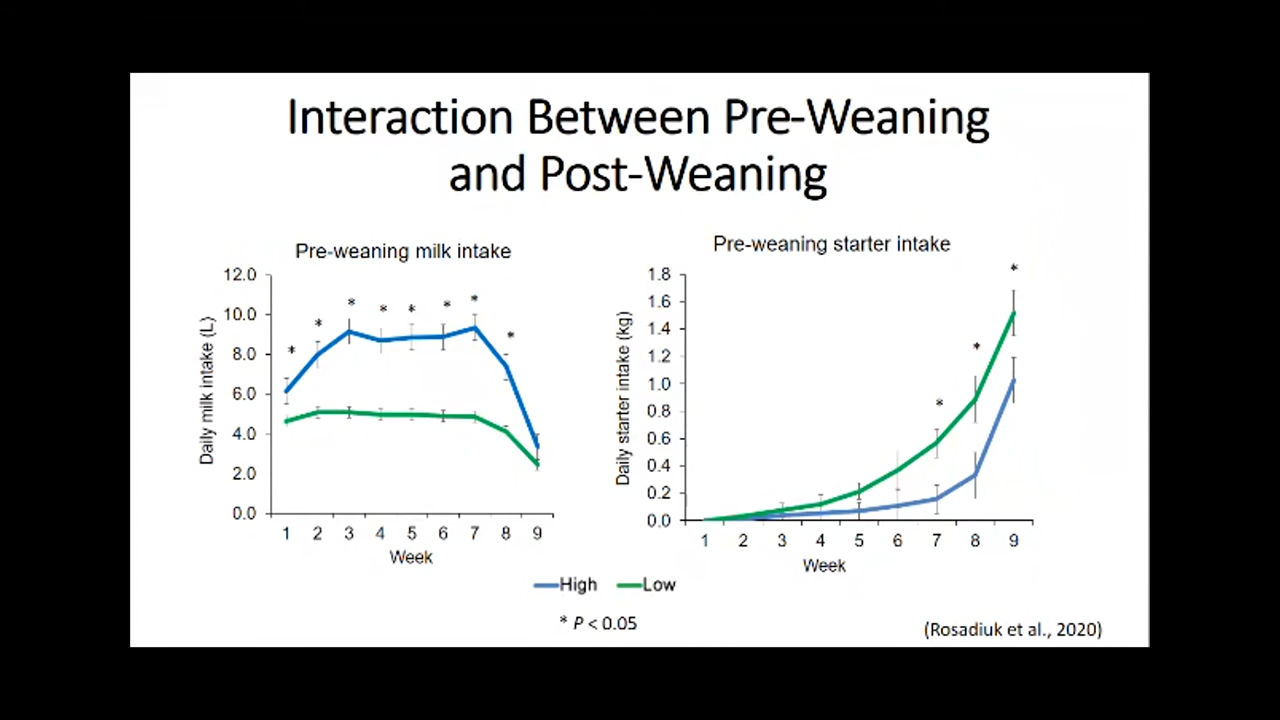 Interaction Between Pre-Weaning
and Post-Weaning
Pre-weaning milk intake
12.0
10.0
8.0
6.0
4.0
2.0
0.0
Daily milk intake (L)
* * * * * * * *
1 2 3 4 5 6 7 8 9
Week
Pre-weaning starter intake
1.8
1.6
1.4
1.2
1.0
0.8
0.6
0.4
0.2
0.0
Daily starter intake (kg)
* * *
1 2 3 4 5 6 7 8 9
Week
High Low
* P < 0.05
(Rosadiuk et al., 2020)